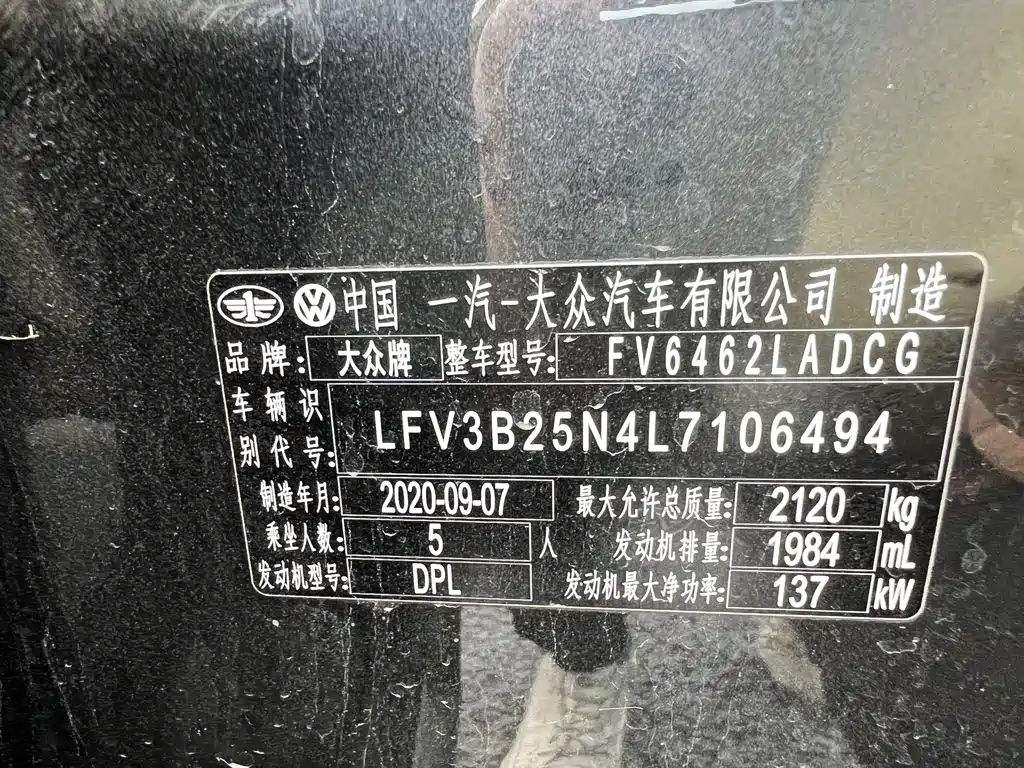 中国 一汽-大众汽车有限公司 制造
品牌: 大众牌 整车型号: FV6462LADCG
车辆识别代号: LFV3B25N4L7106494
制造年月: 2020-09-07 最大允许总质量: 2120 kg
乘坐人数: 5 人 发动机排量: 1984 mL
发动机型号: DPL 发动机最大净功率: 137 kW